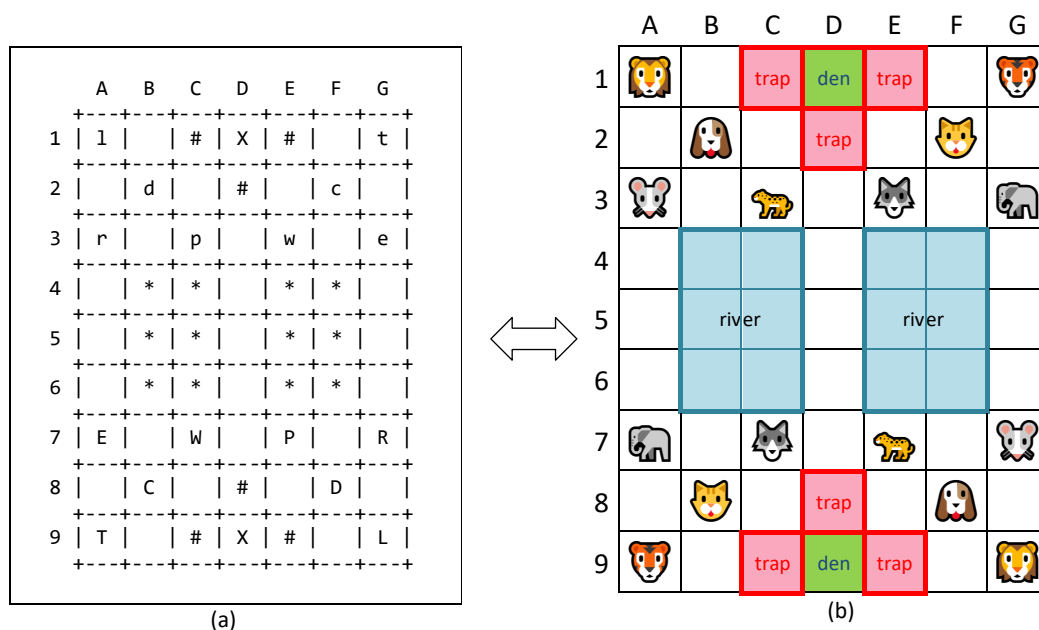 A B C D E F G
+---+---+---+---+---+---+---+
1 | l |   | # | X | # |   | t |
+---+---+---+---+---+---+---+
2 |   | d |   | # |   | c |   |
+---+---+---+---+---+---+---+
3 | r |   | p |   | w |   | e |
+---+---+---+---+---+---+---+
4 |   | * | * |   | * | * |   |
+---+---+---+---+---+---+---+
5 |   | * | * |   | * | * |   |
+---+---+---+---+---+---+---+
6 |   | * | * |   | * | * |   |
+---+---+---+---+---+---+---+
7 | E |   | W |   | P |   | R |
+---+---+---+---+---+---+---+
8 |   | C |   | # |   | D |   |
+---+---+---+---+---+---+---+
9 | T |   | # | X | # |   | L |
+---+---+---+---+---+---+---+
(a)
A B C D E F G
1 trap den trap
2 trap
3
4
5 river river
6
7
8 trap
9 trap den trap
(b)